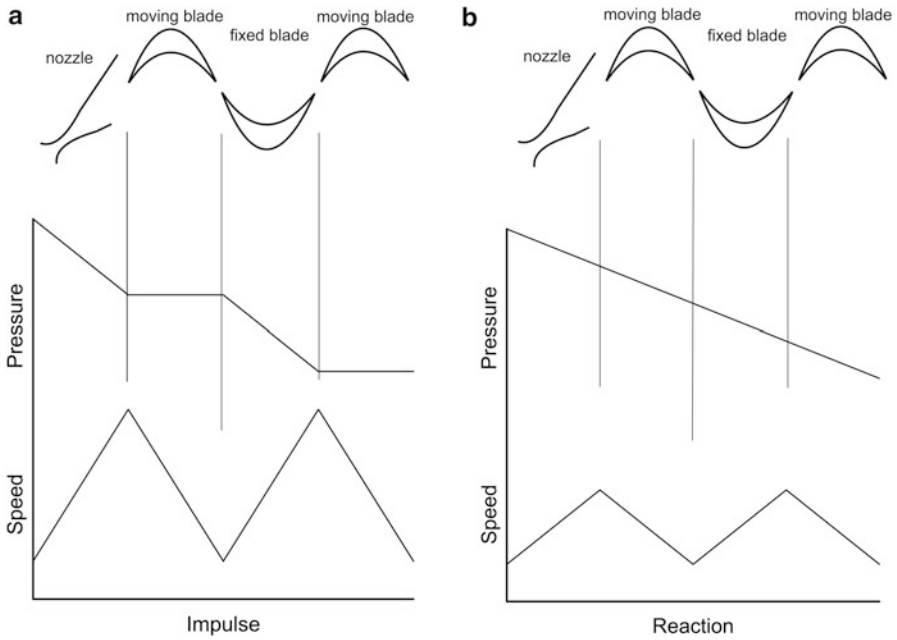 a
moving blade
moving blade
fixed blade
nozzle
Pressure
Speed
Impulse
b
moving blade
moving blade
fixed blade
nozzle
Pressure
Speed
Reaction